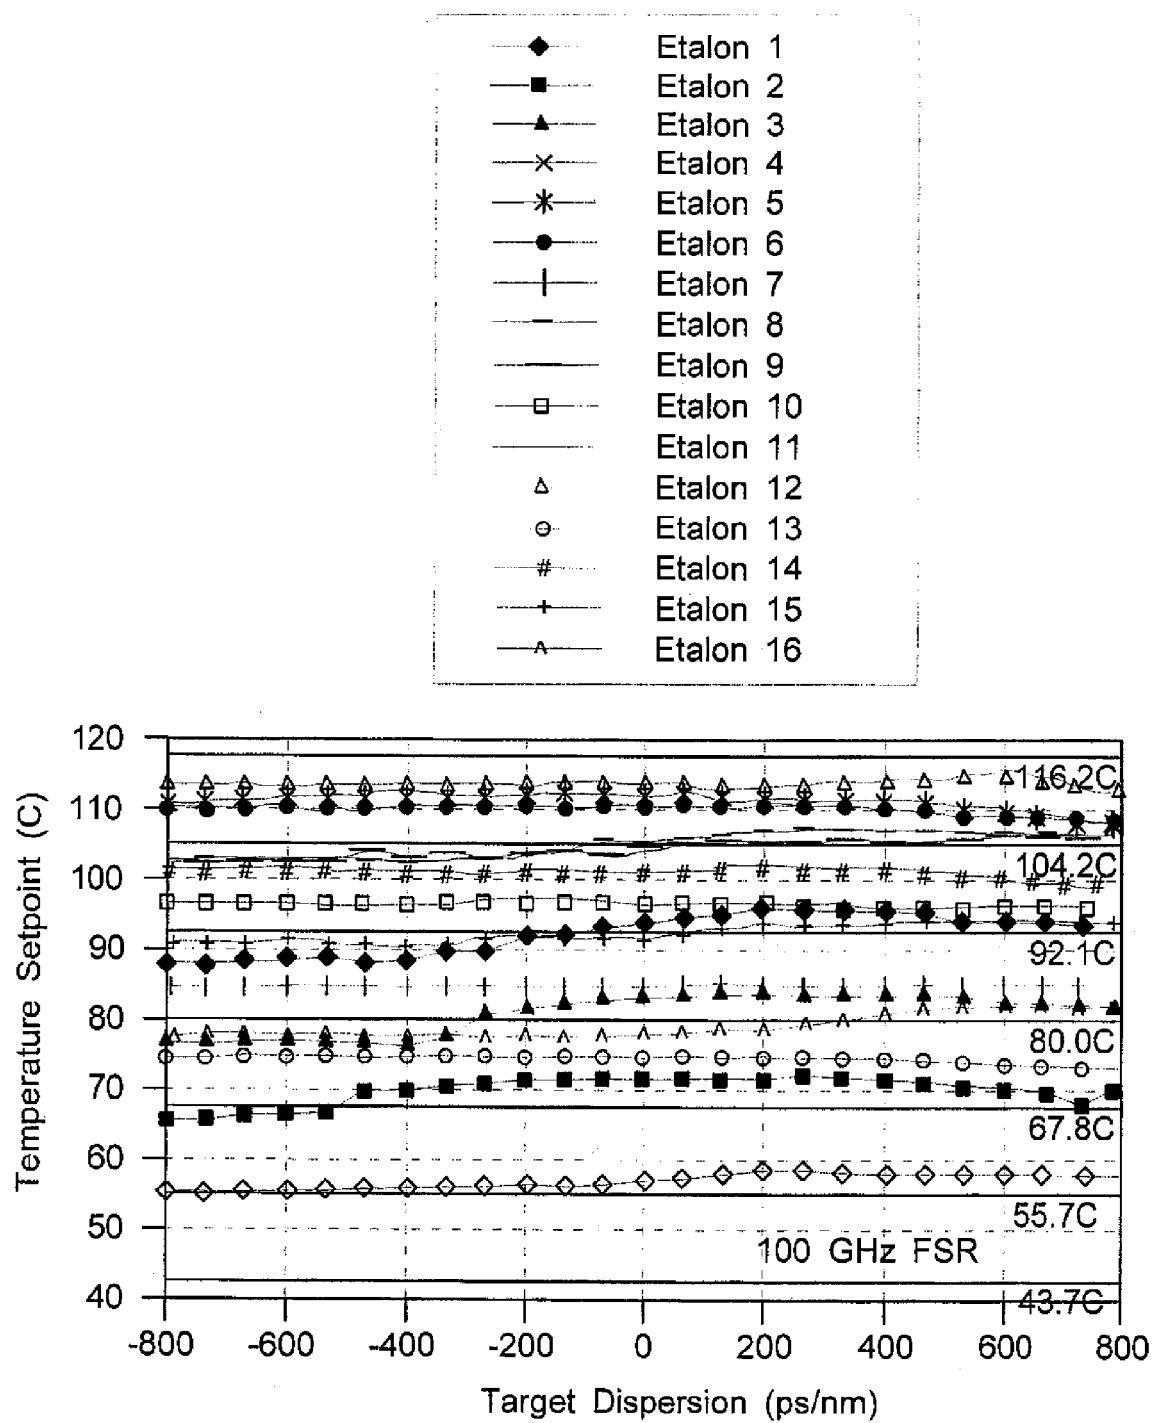 Etalon 1
Etalon 2
Etalon 3
Etalon 4
Etalon 5
Etalon 6
Etalon 7
Etalon 8
Etalon 9
Etalon 10
Etalon 11
Etalon 12
Etalon 13
Etalon 14
Etalon 15
Etalon 16
120
110
100
90
80
70
60
50
40
Temperature Setpoint (C)
116.2C
104.2C
92.1C
80.0C
67.8C
55.7C
100 GHz FSR
43.7C
-800 -600 -400 -200 0 200 400 600 800
Target Dispersion (ps/nm)